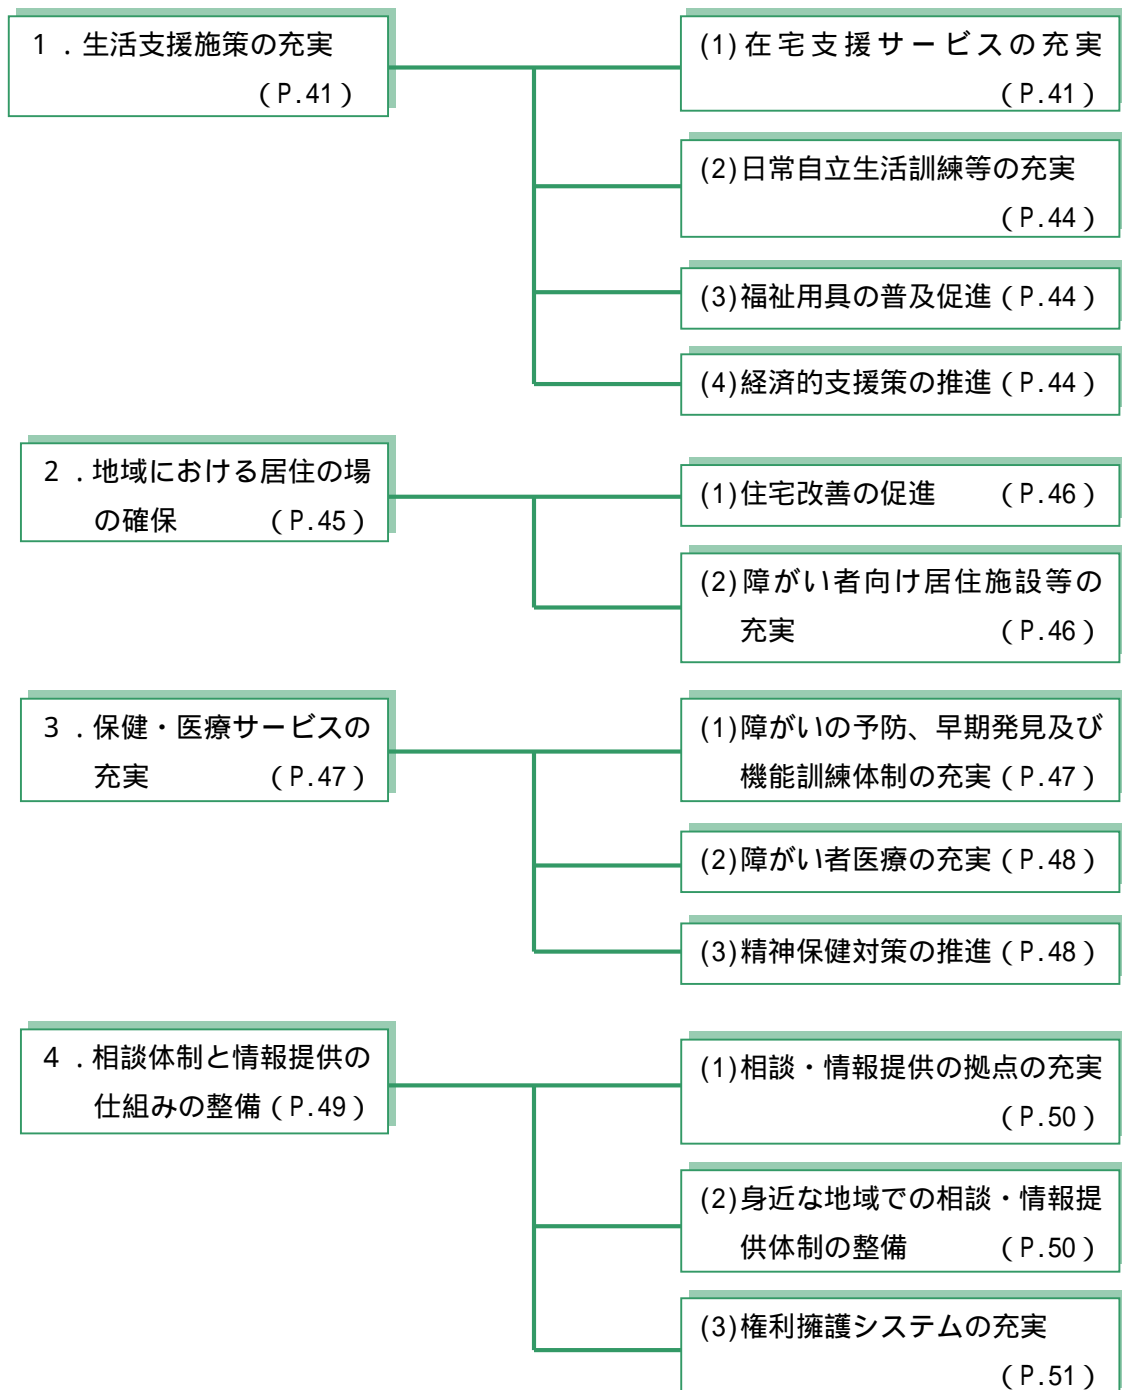 1．生活支援施策の充実
（P.41）
(1)在宅支援サービスの充実
（P.41）
(2)日常自立生活訓練等の充実
（P.44）
(3)福祉用具の普及促進（P.44）
(4)経済的支援策の推進（P.44）
2．地域における居住の場
の確保　（P.45）
(1)住宅改善の促進　（P.46）
(2)障がい者向け居住施設等の
充実　（P.46）
3．保健・医療サービスの
充実　（P.47）
(1)障がいの予防、早期発見及び
機能訓練体制の充実（P.47）
(2)障がい者医療の充実（P.48）
(3)精神保健対策の推進（P.48）
4．相談体制と情報提供の
仕組みの整備（P.49）
(1)相談・情報提供の拠点の充実
（P.50）
(2)身近な地域での相談・情報提
供体制の整備　（P.50）
(3)権利擁護システムの充実
（P.51）